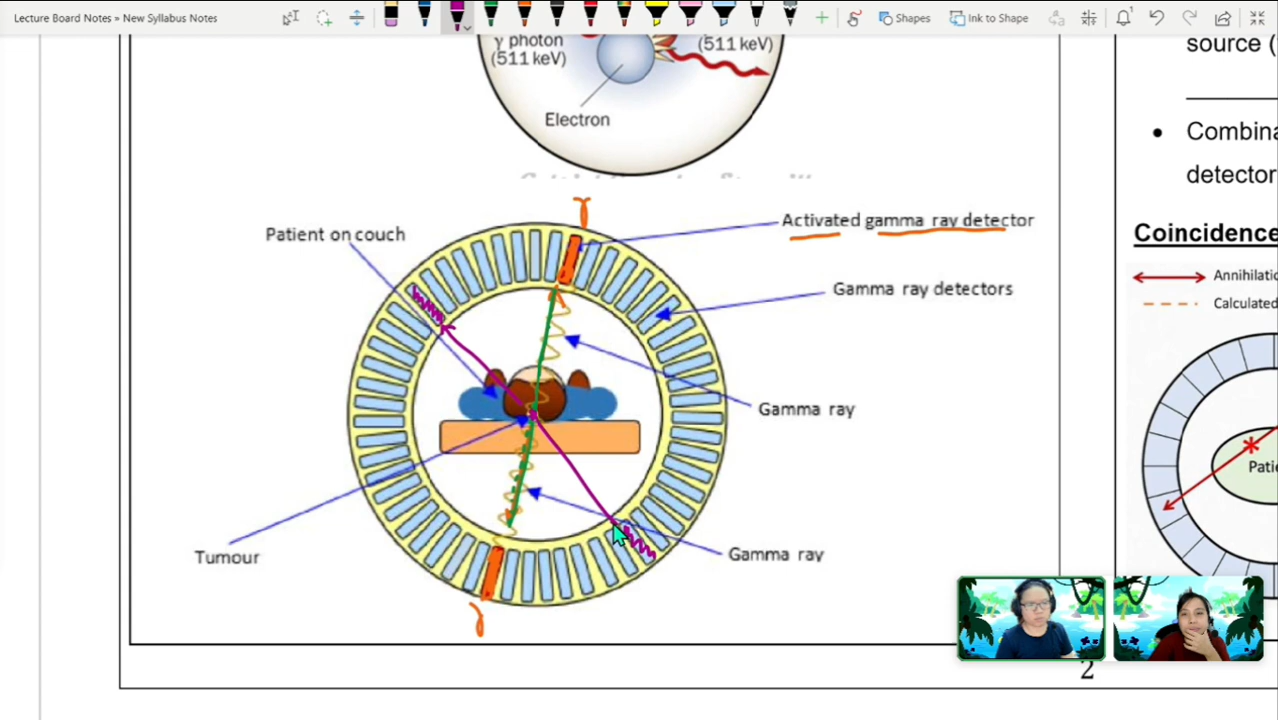 Lecture Board Notes » New Syllabus Notes
Shapes
Ink to Shape
γ photon
(511 keV)
(511 keV)
Electron
source (
• Combina
detector
Patient on couch
Activated gamma ray detector
Gamma ray detectors
Coincidence
Annihilatio
Calculated
Gamma ray
Patie
Tumour
Gamma ray
2